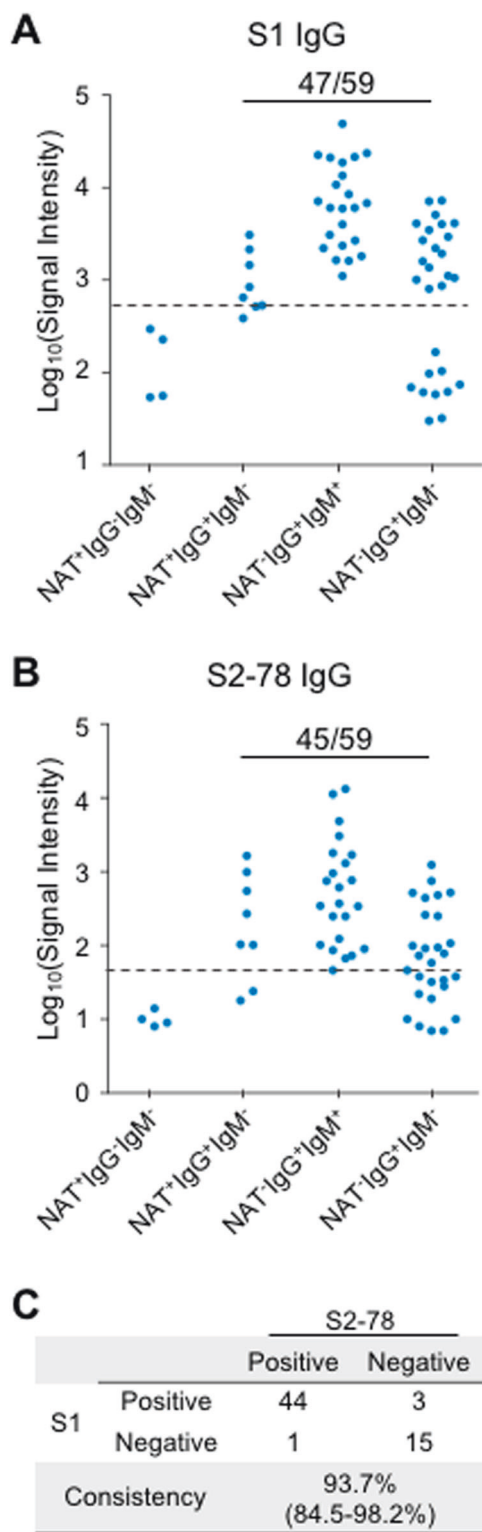 A
S1 IgG
47/59
Log₁₀(Signal Intensity)
5
4
3
2
1
NAT⁺IgG⁻IgM⁻
NAT⁺IgG⁺IgM⁻
NAT⁻IgG⁺IgM⁺
NAT⁻IgG⁺IgM⁻
B
S2-78 IgG
45/59
Log₁₀(Signal Intensity)
5
4
3
2
1
0
NAT⁺IgG⁻IgM⁻
NAT⁺IgG⁺IgM⁻
NAT⁻IgG⁺IgM⁺
NAT⁻IgG⁺IgM⁻
C
S2-78
Positive Negative
S1
Positive 44 3
Negative 1 15
Consistency 93.7%
(84.5-98.2%)